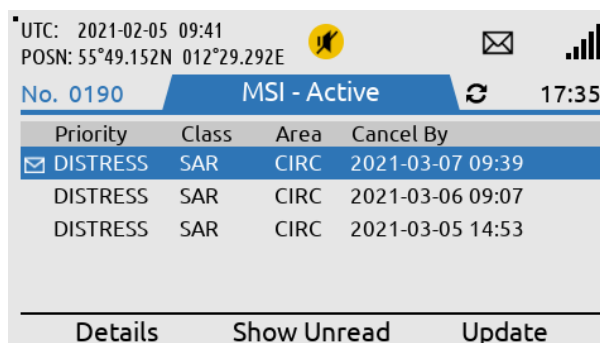 UTC: 2021-02-05 09:41
POSN: 55°49.152N 012°29.292E
No. 0190 MSI - Active 17:35
Priority Class Area Cancel By
DISTRESS SAR CIRC 2021-03-07 09:39
DISTRESS SAR CIRC 2021-03-06 09:07
DISTRESS SAR CIRC 2021-03-05 14:53
Details Show Unread Update